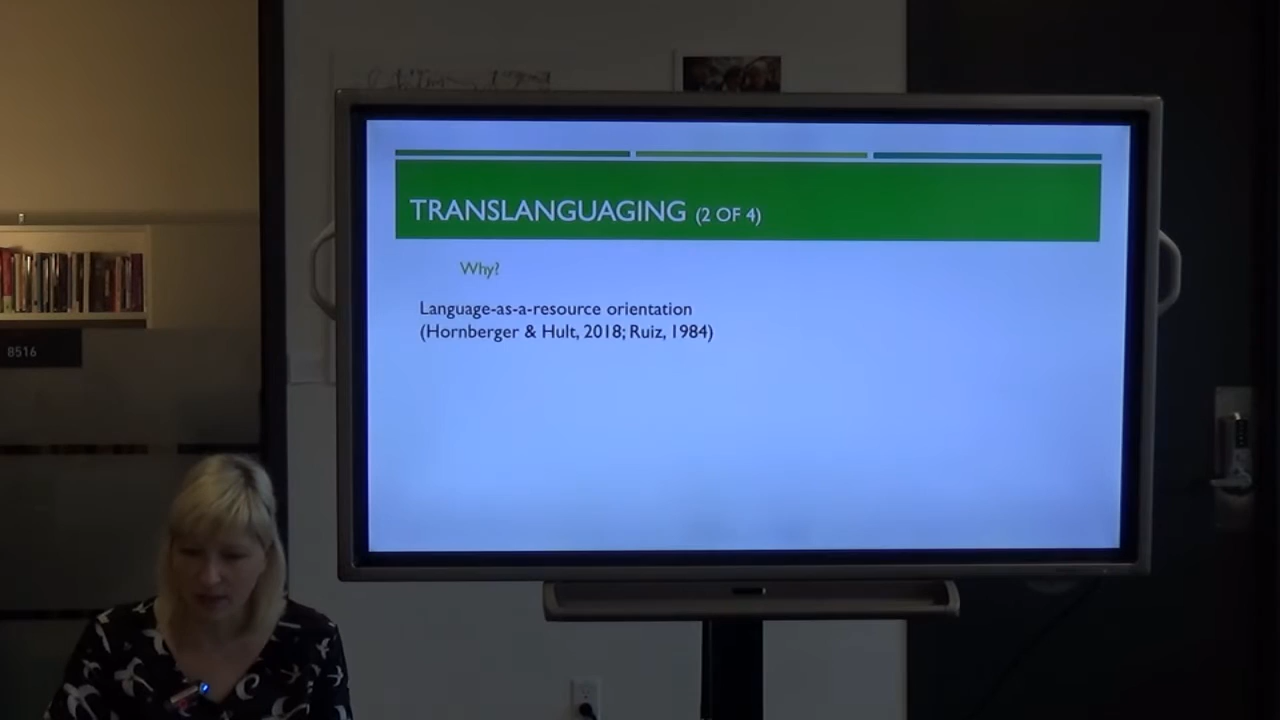 TRANSLANGUAGING (2 OF 4)
Why?
Language-as-a-resource orientation
(Hornberger & Hult, 2018; Ruiz, 1984)
8516